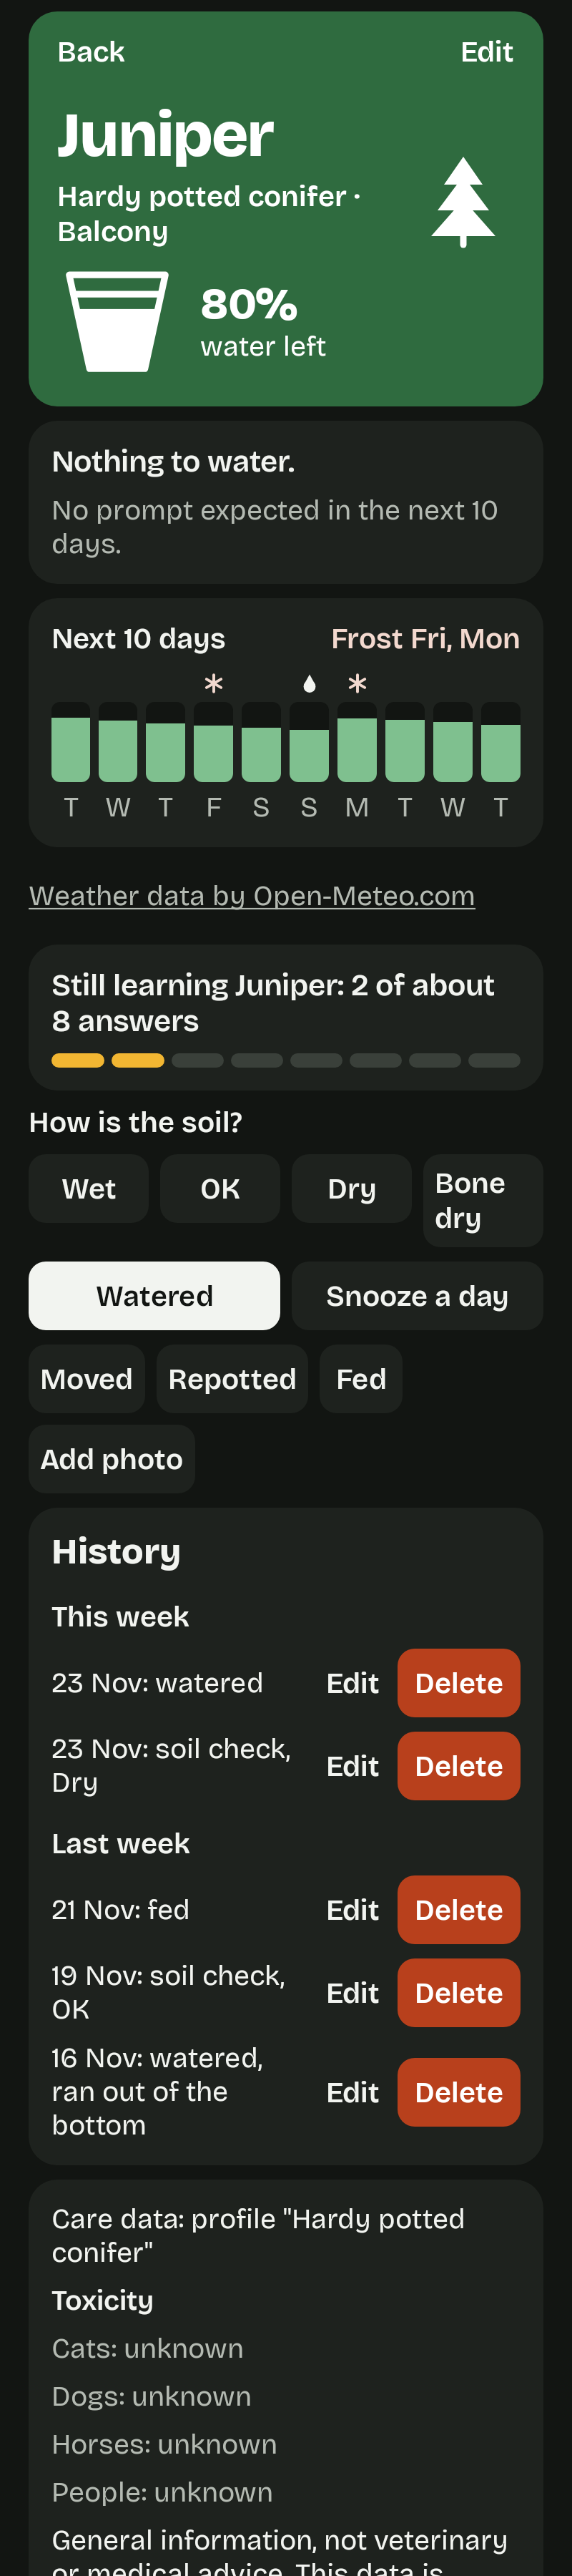 Back
Edit
Juniper
Hardy potted conifer ·
Balcony
80%
water left
Nothing to water.
No prompt expected in the next 10
days.
Next 10 days
Frost Fri, Mon
T W T F S S M T W T
Weather data by Open-Meteo.com
Still learning Juniper: 2 of about
8 answers
How is the soil?
Wet
OK
Dry
Bone
dry
Watered
Snooze a day
Moved
Repotted
Fed
Add photo
History
This week
23 Nov: watered
Edit
Delete
23 Nov: soil check,
Dry
Edit
Delete
Last week
21 Nov: fed
Edit
Delete
19 Nov: soil check,
OK
Edit
Delete
16 Nov: watered,
ran out of the
bottom
Edit
Delete
Care data: profile "Hardy potted
conifer"
Toxicity
Cats: unknown
Dogs: unknown
Horses: unknown
People: unknown
General information, not veterinary
or medical advice. This data is